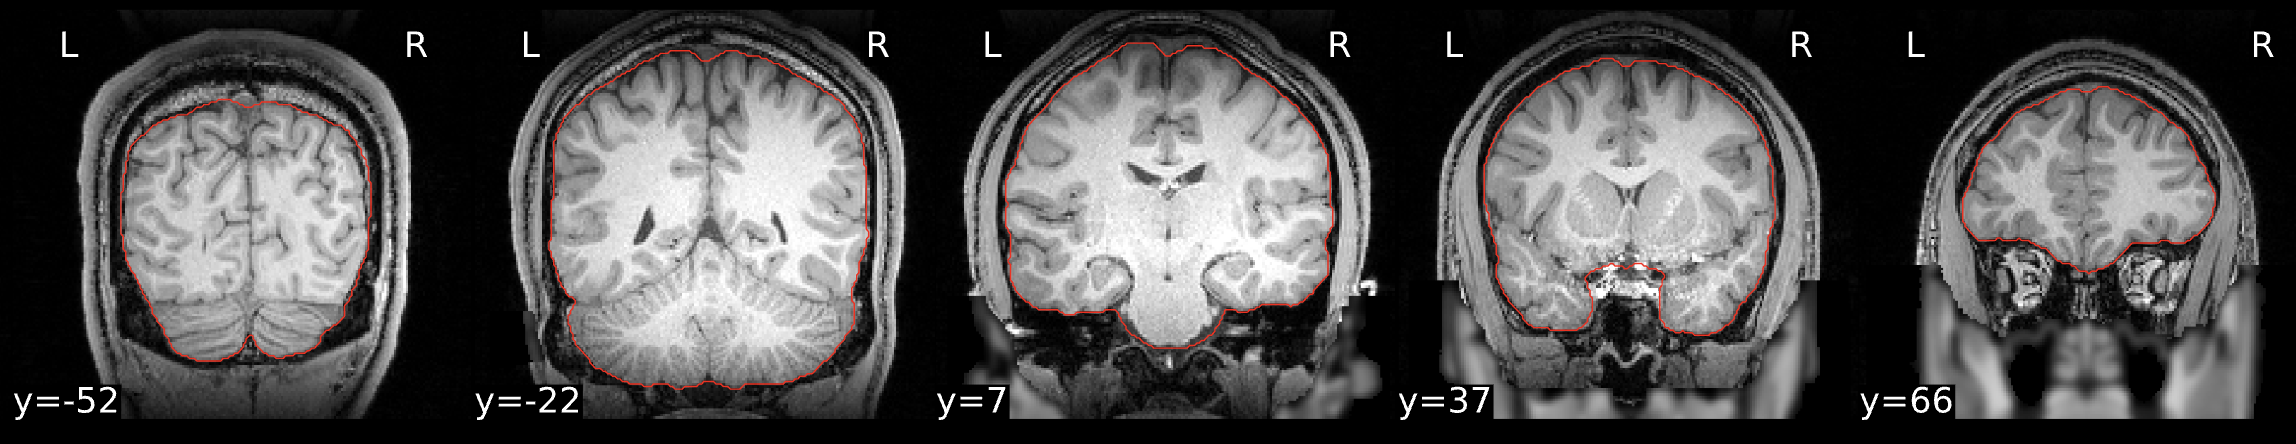 L R L R L R L R L R
y=-52 y=-22 y=7 y=37 y=66